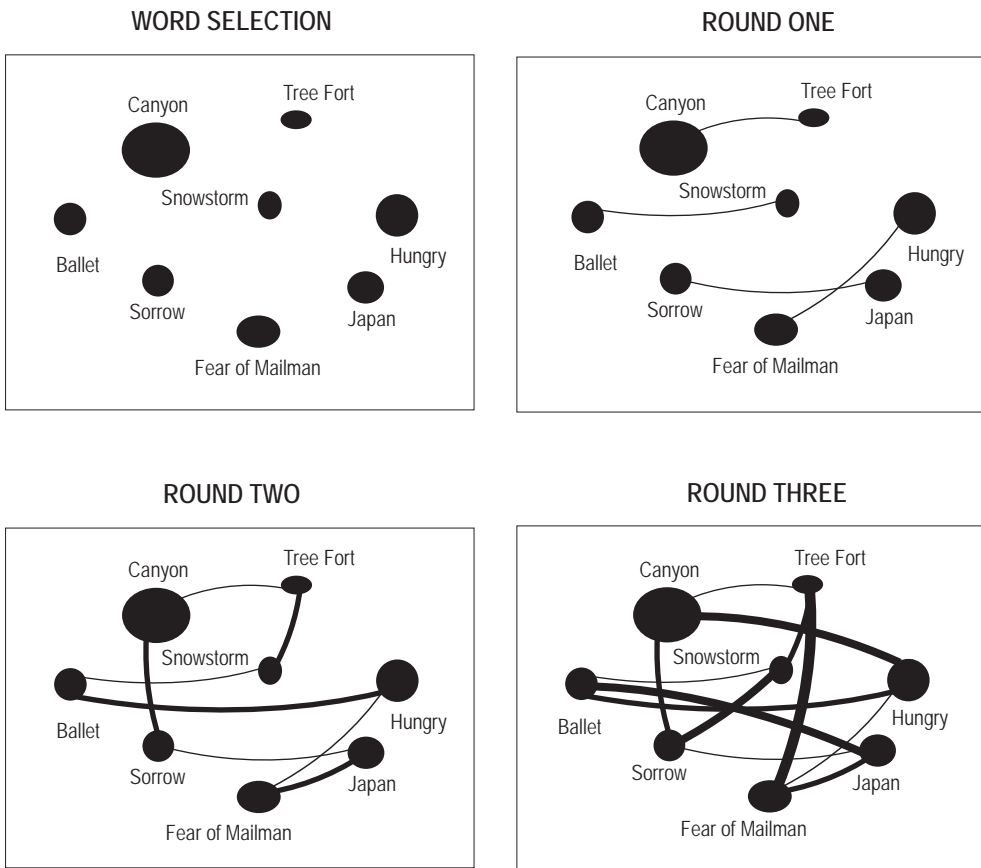 WORD SELECTION
Canyon
Tree Fort
Snowstorm
Ballet
Hungry
Sorrow
Japan
Fear of Mailman
ROUND ONE
Canyon
Tree Fort
Snowstorm
Ballet
Hungry
Sorrow
Japan
Fear of Mailman
ROUND TWO
Canyon
Tree Fort
Snowstorm
Ballet
Hungry
Sorrow
Japan
Fear of Mailman
ROUND THREE
Canyon
Tree Fort
Snowstorm
Ballet
Hungry
Sorrow
Japan
Fear of Mailman